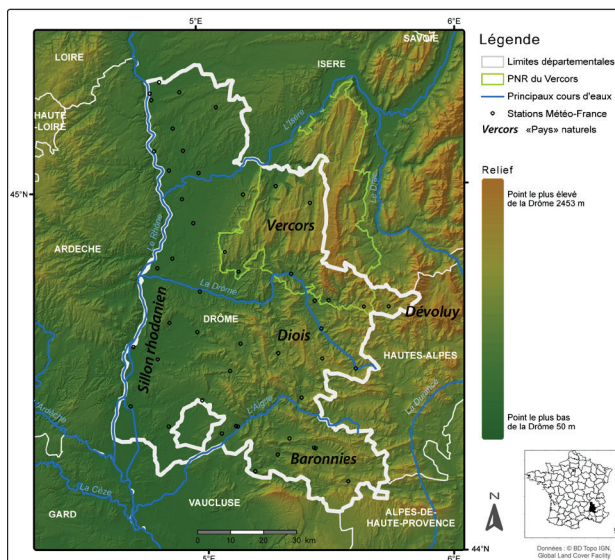 5°E
6°E
LOIRE
SAVOIE
ISERE
HAUTE
-LOIRE
L'Isère
Le Drac
45°N
Le Rhône
Vercors
ARDECHE
La Drôme
DRÔME
Dévoluy
Sillon rhodanien
Diois
HAUTES-ALPES
L'Aigue
La Durance
L'Ardèche
Baronnies
La Cèze
VAUCLUSE
GARD
ALPES-DE-
HAUTE-PROVENCE
0 10 20 30 km
5°E
6°E
44°N
Légende
Limites départementales
PNR du Vercors
Principaux cours d'eaux
Stations Météo-France
Vercors «Pays» naturels
Relief
Point le plus élevé
de la Drôme 2453 m
Point le plus bas
de la Drôme 50 m
N
Données : © BD Topo IGN
Global Land Cover Facility